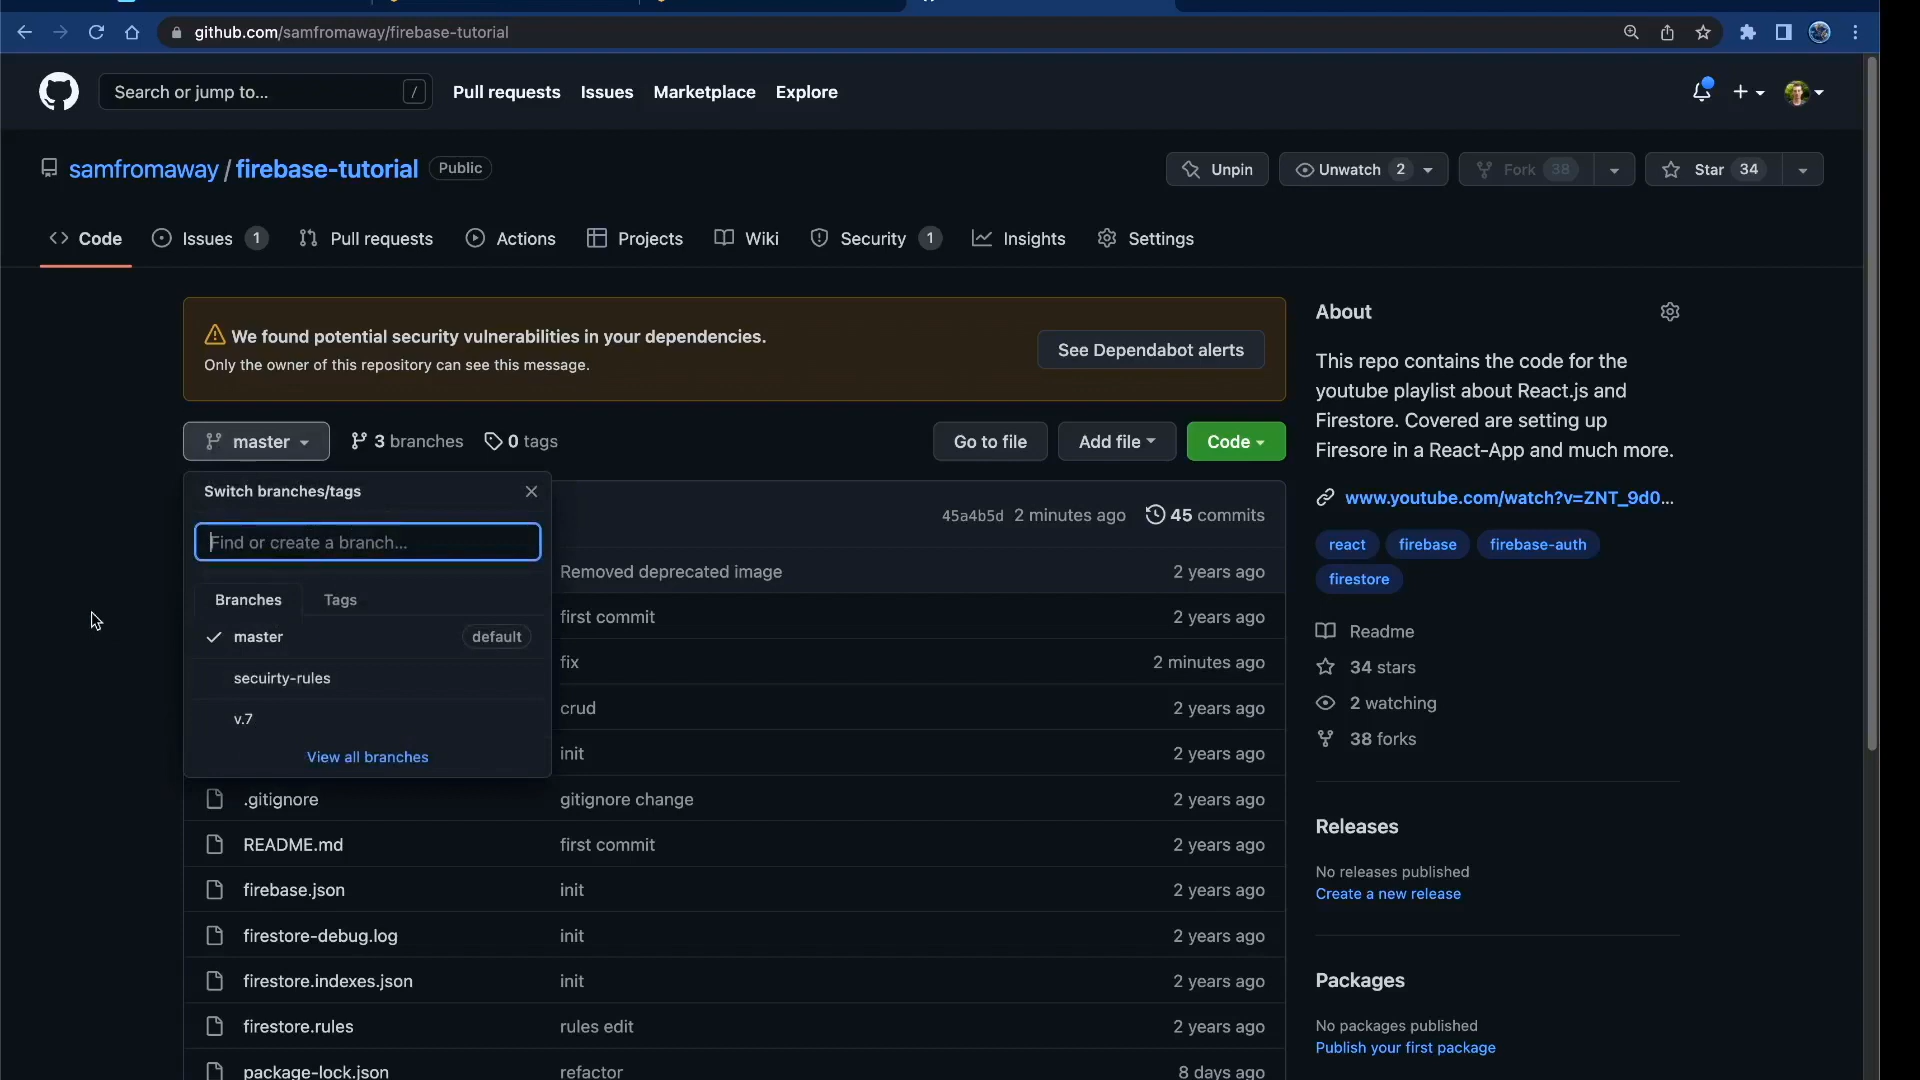 github.com/samfromaway/firebase-tutorial
Search or jump to... /
Pull requests Issues Marketplace Explore
samfromaway / firebase-tutorial Public
Unpin Unwatch 2 Fork 38 Star 34
Code Issues 1 Pull requests Actions Projects Wiki Security 1 Insights Settings
We found potential security vulnerabilities in your dependencies.
Only the owner of this repository can see this message.
See Dependabot alerts
master 3 branches 0 tags Go to file Add file Code
Switch branches/tags
Find or create a branch...
Branches Tags
master default
secuirty-rules
v.7
View all branches
45a4b5d 2 minutes ago 45 commits
Removed deprecated image 2 years ago
first commit 2 years ago
fix 2 minutes ago
crud 2 years ago
init 2 years ago
.gitignore gitignore change 2 years ago
README.md first commit 2 years ago
firebase.json init 2 years ago
firestore-debug.log init 2 years ago
firestore.indexes.json init 2 years ago
firestore.rules rules edit 2 years ago
package-lock.json refactor 8 days ago
About
This repo contains the code for the
youtube playlist about React.js and
Firestore. Covered are setting up
Firesore in a React-App and much more.
www.youtube.com/watch?v=ZNT_9d0...
react firebase firebase-auth
firestore
Readme
34 stars
2 watching
38 forks
Releases
No releases published
Create a new release
Packages
No packages published
Publish your first package